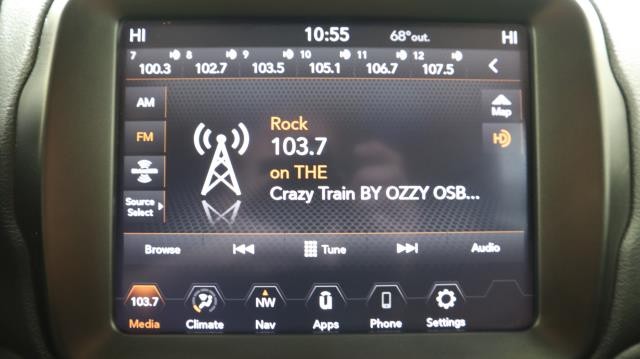 HI 10:55 68°out. HI
7 8 9 10 11 12
100.3 102.7 103.5 105.1 106.7 107.5
AM
Map
Rock
FM
103.7
on THE
Crazy Train BY OZZY OSB...
Source
Select
Browse Tune Audio
103.7 NW
Media Climate Nav Apps Phone Settings